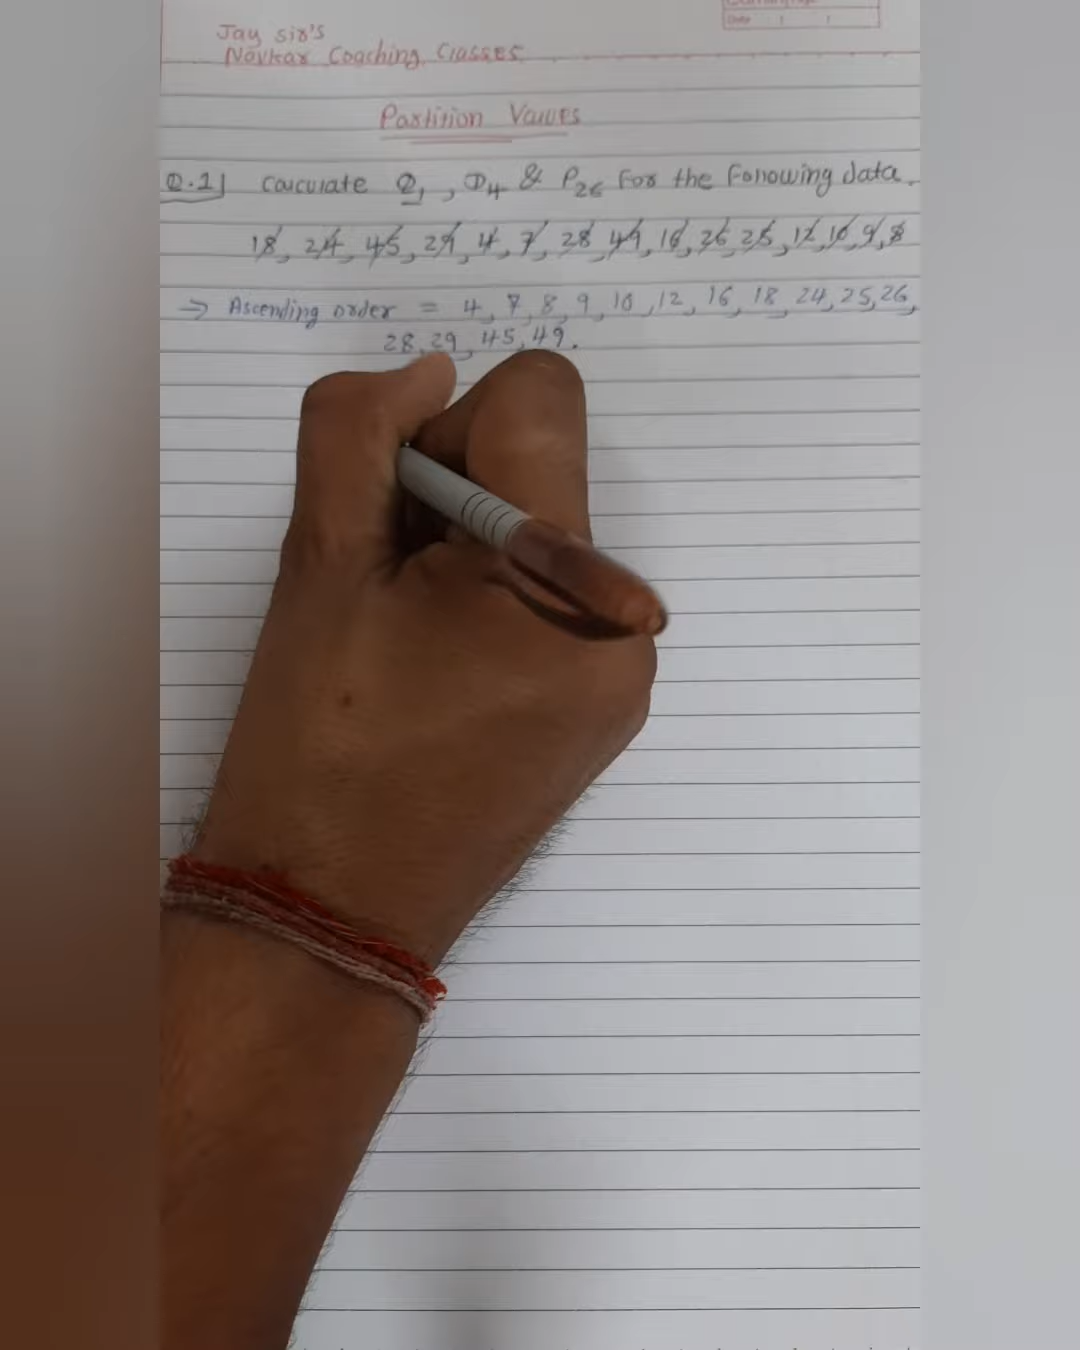 Jay sir's
Navkar Coaching Classes
Date
Partition Values
Q.1] Calculate Q1, D4 & P26 For the Following data.
18, 24, 45, 29, 4, 7, 28, 49, 16, 26, 25, 12, 10, 9, 8
→ Ascending order = 4, 7, 8, 9, 10, 12, 16, 18, 24, 25, 26,
28, 29, 45, 49.